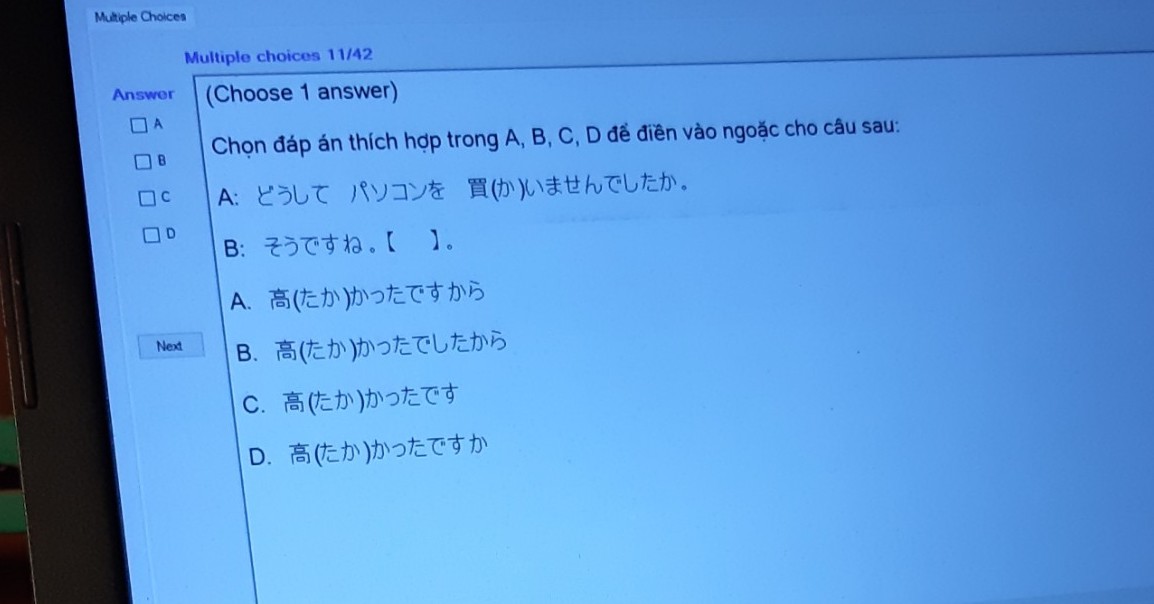 Multiple Choices
Multiple choices 11/42
Answer
(Choose 1 answer)
A
Chọn đáp án thích hợp trong A, B, C, D để điền vào ngoặc cho câu sau:
B
C
A: どうして パソコンを 買(か)いませんでしたか。
D
B: そうですね。【 】。
A. 高(たか)かったですから
Next
B. 高(たか)かったでしたから
C. 高(たか)かったです
D. 高(たか)かったですか